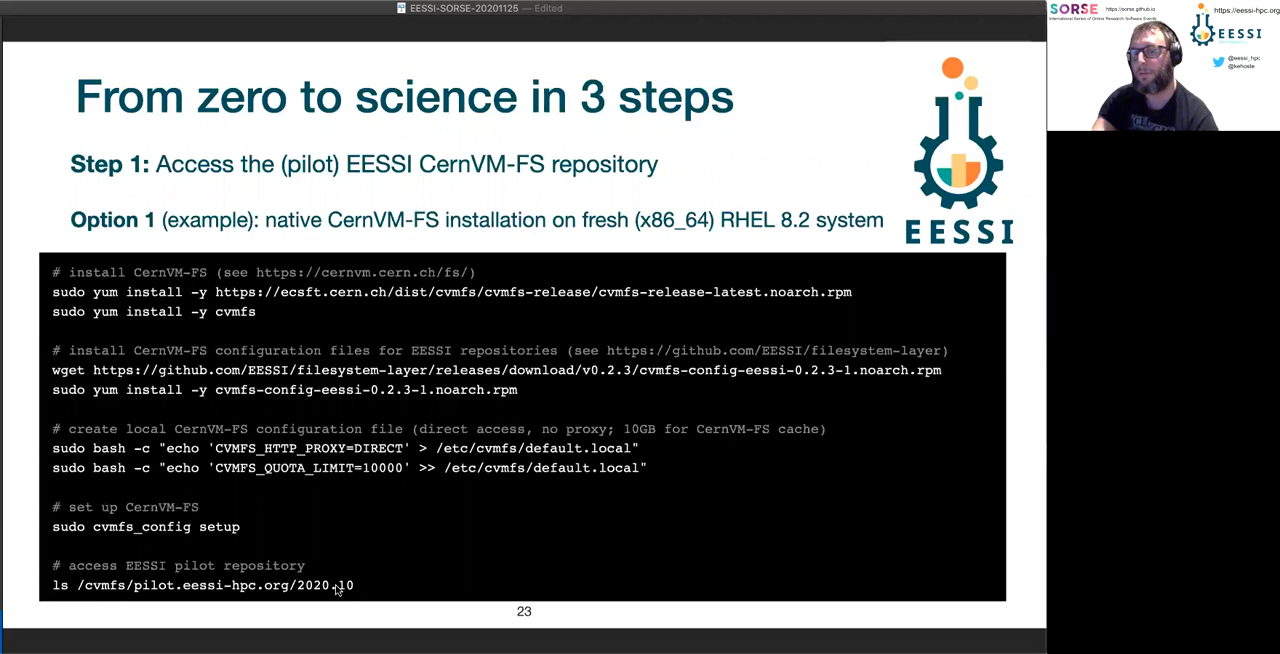 EESSI-SORSE-20201125 — Edited
From zero to science in 3 steps
Step 1: Access the (pilot) EESSI CernVM-FS repository
Option 1 (example): native CernVM-FS installation on fresh (x86_64) RHEL 8.2 system
EESSI
# install CernVM-FS (see https://cernvm.cern.ch/fs/)
sudo yum install -y https://ecsft.cern.ch/dist/cvmfs/cvmfs-release/cvmfs-release-latest.noarch.rpm
sudo yum install -y cvmfs
# install CernVM-FS configuration files for EESSI repositories (see https://github.com/EESSI/filesystem-layer)
wget https://github.com/EESSI/filesystem-layer/releases/download/v0.2.3/cvmfs-config-eessi-0.2.3-1.noarch.rpm
sudo yum install -y cvmfs-config-eessi-0.2.3-1.noarch.rpm
# create local CernVM-FS configuration file (direct access, no proxy; 10GB for CernVM-FS cache)
sudo bash -c "echo 'CVMFS_HTTP_PROXY=DIRECT' > /etc/cvmfs/default.local"
sudo bash -c "echo 'CVMFS_QUOTA_LIMIT=10000' >> /etc/cvmfs/default.local"
# set up CernVM-FS
sudo cvmfs_config setup
# access EESSI pilot repository
ls /cvmfs/pilot.eessi-hpc.org/2020.10
23
SORSE https://sorse.github.io
International Series of Online Research Software Events
https://eessi-hpc.org
EESSI
@eessi_hpc
@kehoste